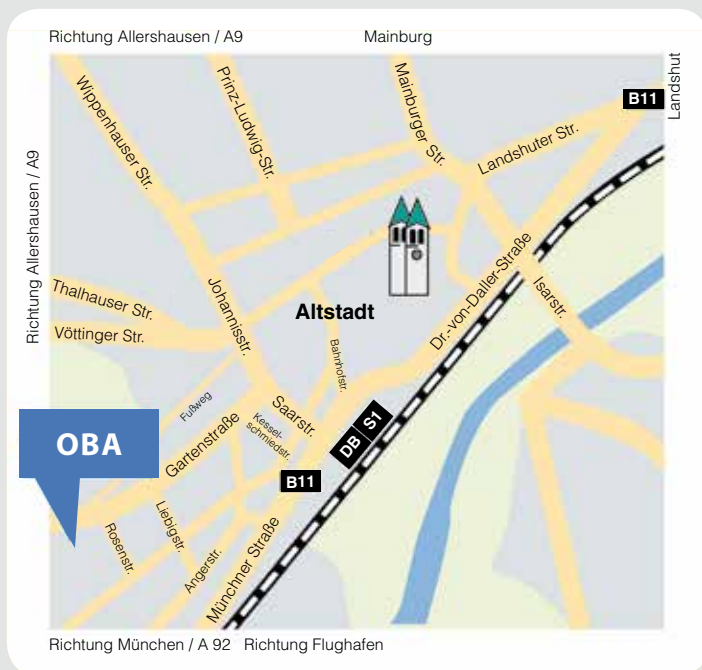 Richtung Allershausen / A9
Mainburg
Landshut
B11
Wippenhauser Str.
Prinz-Ludwig-Str.
Mainburger Str.
Landshuter Str.
Richtung Allershausen / A9
Thalhauser Str.
Vöttinger Str.
Johannisstr.
Altstadt
Dr.-von-Daller-Straße
Isarstr.
Bahnhofstr.
Fußweg
Saarstr.
Kessel-
schmiedstr.
Gartenstraße
OBA
DB
S1
B11
Rosenstr.
Liebigstr.
Angerstr.
Münchner Straße
Richtung München / A 92
Richtung Flughafen